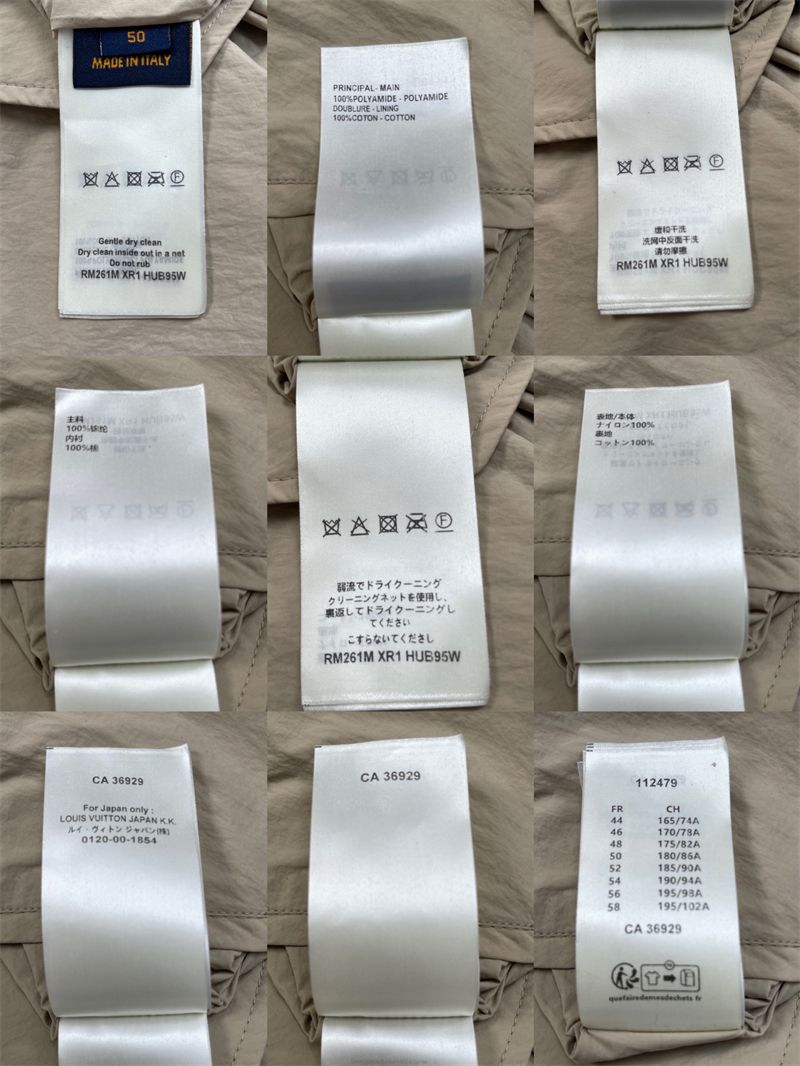 50
MADE IN ITALY
Gentle dry clean
Dry clean inside out in a net
Do not rub
RM261M XR1 HUB95W
PRINCIPAL- MAIN
100%POLYAMIDE - POLYAMIDE
DOUBLURE - LINING
100%COTON - COTTON
F
缓和干洗
洗网中反面干洗
请勿摩擦
RM261M XR1 HUB95W
主料
100%锦纶
内衬
100%棉
F
弱流でドライクーニング
クリーニングネットを使用し、
裏返してドライクーニングし
てください
こすらないてくださし
RM261M XR1 HUB95W
表地/本体
ナイロン100%
裏地
コットン100%
CA 36929
For Japan only :
LOUIS VUITTON JAPAN K.K.
ルイ・ヴィトン ジャパン(株)
0120-00-1854
CA 36929
112479
FR CH
44 165/74A
46 170/78A
48 175/82A
50 180/86A
52 185/90A
54 190/94A
56 195/98A
58 195/102A
CA 36929
quefairedemesdechets.fr